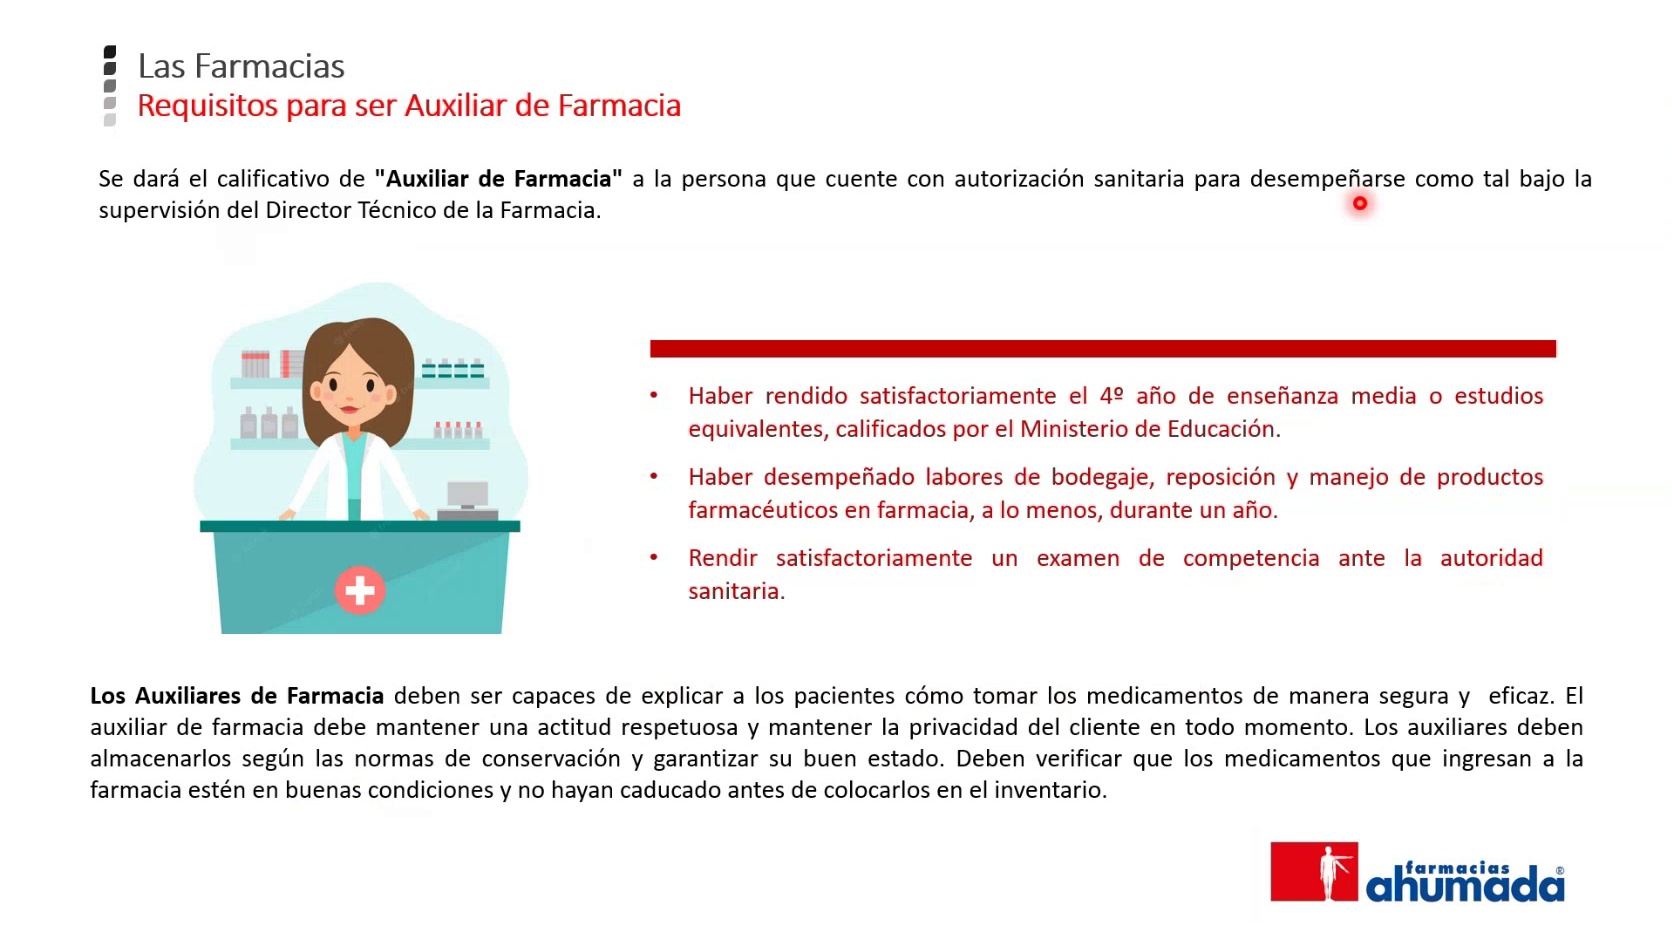 Las Farmacias
Requisitos para ser Auxiliar de Farmacia
Se dará el calificativo de "Auxiliar de Farmacia" a la persona que cuente con autorización sanitaria para desempeñarse como tal bajo la
supervisión del Director Técnico de la Farmacia.
• Haber rendido satisfactoriamente el 4º año de enseñanza media o estudios
equivalentes, calificados por el Ministerio de Educación.
• Haber desempeñado labores de bodegaje, reposición y manejo de productos
farmacéuticos en farmacia, a lo menos, durante un año.
• Rendir satisfactoriamente un examen de competencia ante la autoridad
sanitaria.
Los Auxiliares de Farmacia deben ser capaces de explicar a los pacientes cómo tomar los medicamentos de manera segura y eficaz. El
auxiliar de farmacia debe mantener una actitud respetuosa y mantener la privacidad del cliente en todo momento. Los auxiliares deben
almacenarlos según las normas de conservación y garantizar su buen estado. Deben verificar que los medicamentos que ingresan a la
farmacia estén en buenas condiciones y no hayan caducado antes de colocarlos en el inventario.
farmacias
ahumada®